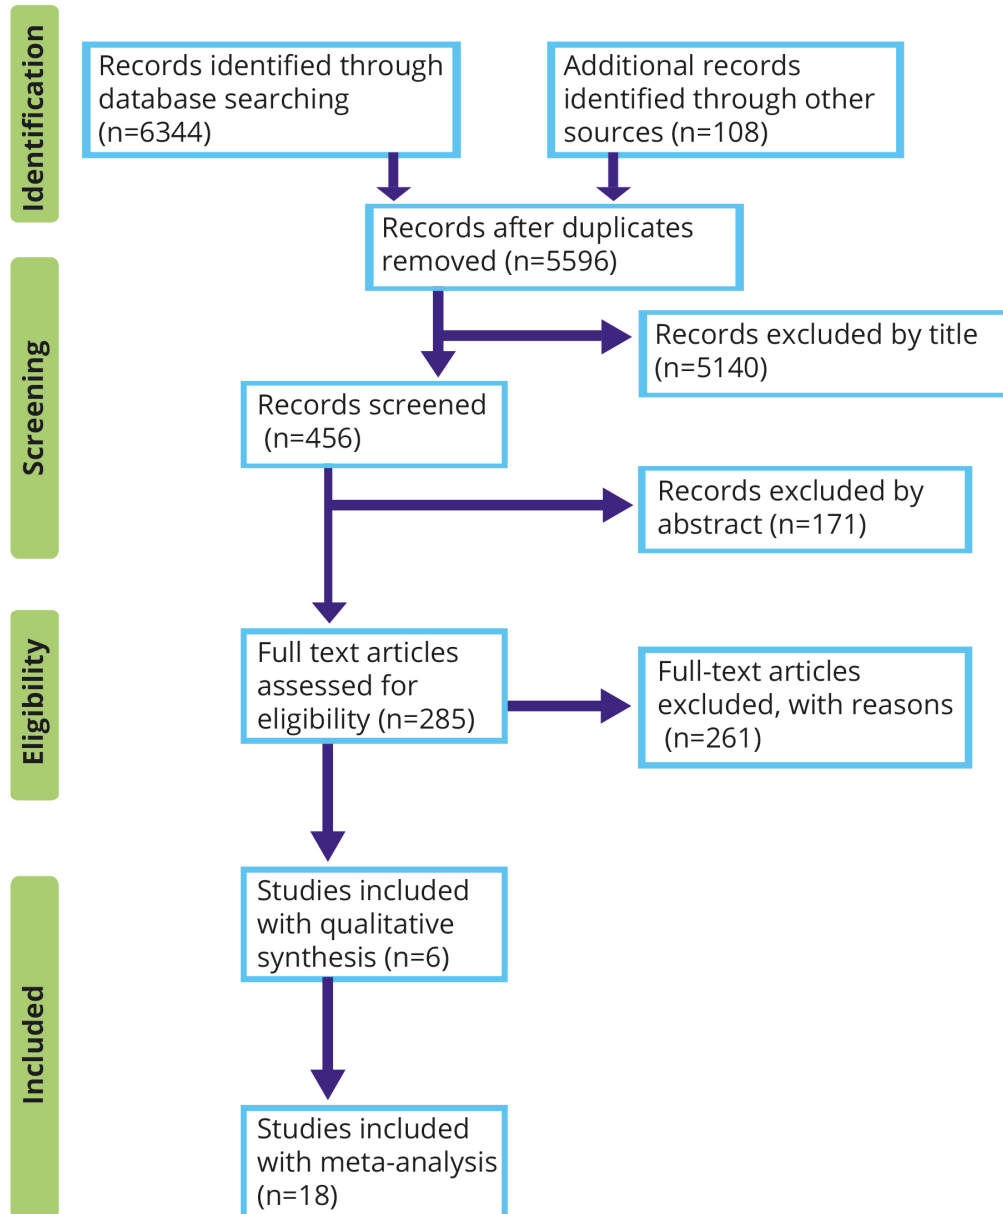 Identification
Records identified through
database searching
(n=6344)
Additional records
identified through other
sources (n=108)
Records after duplicates
removed (n=5596)
Screening
Records excluded by title
(n=5140)
Records screened
(n=456)
Records excluded by
abstract (n=171)
Eligibility
Full text articles
assessed for
eligibility (n=285)
Full-text articles
excluded, with reasons
(n=261)
Included
Studies included
with qualitative
synthesis (n=6)
Studies included
with meta-analysis
(n=18)